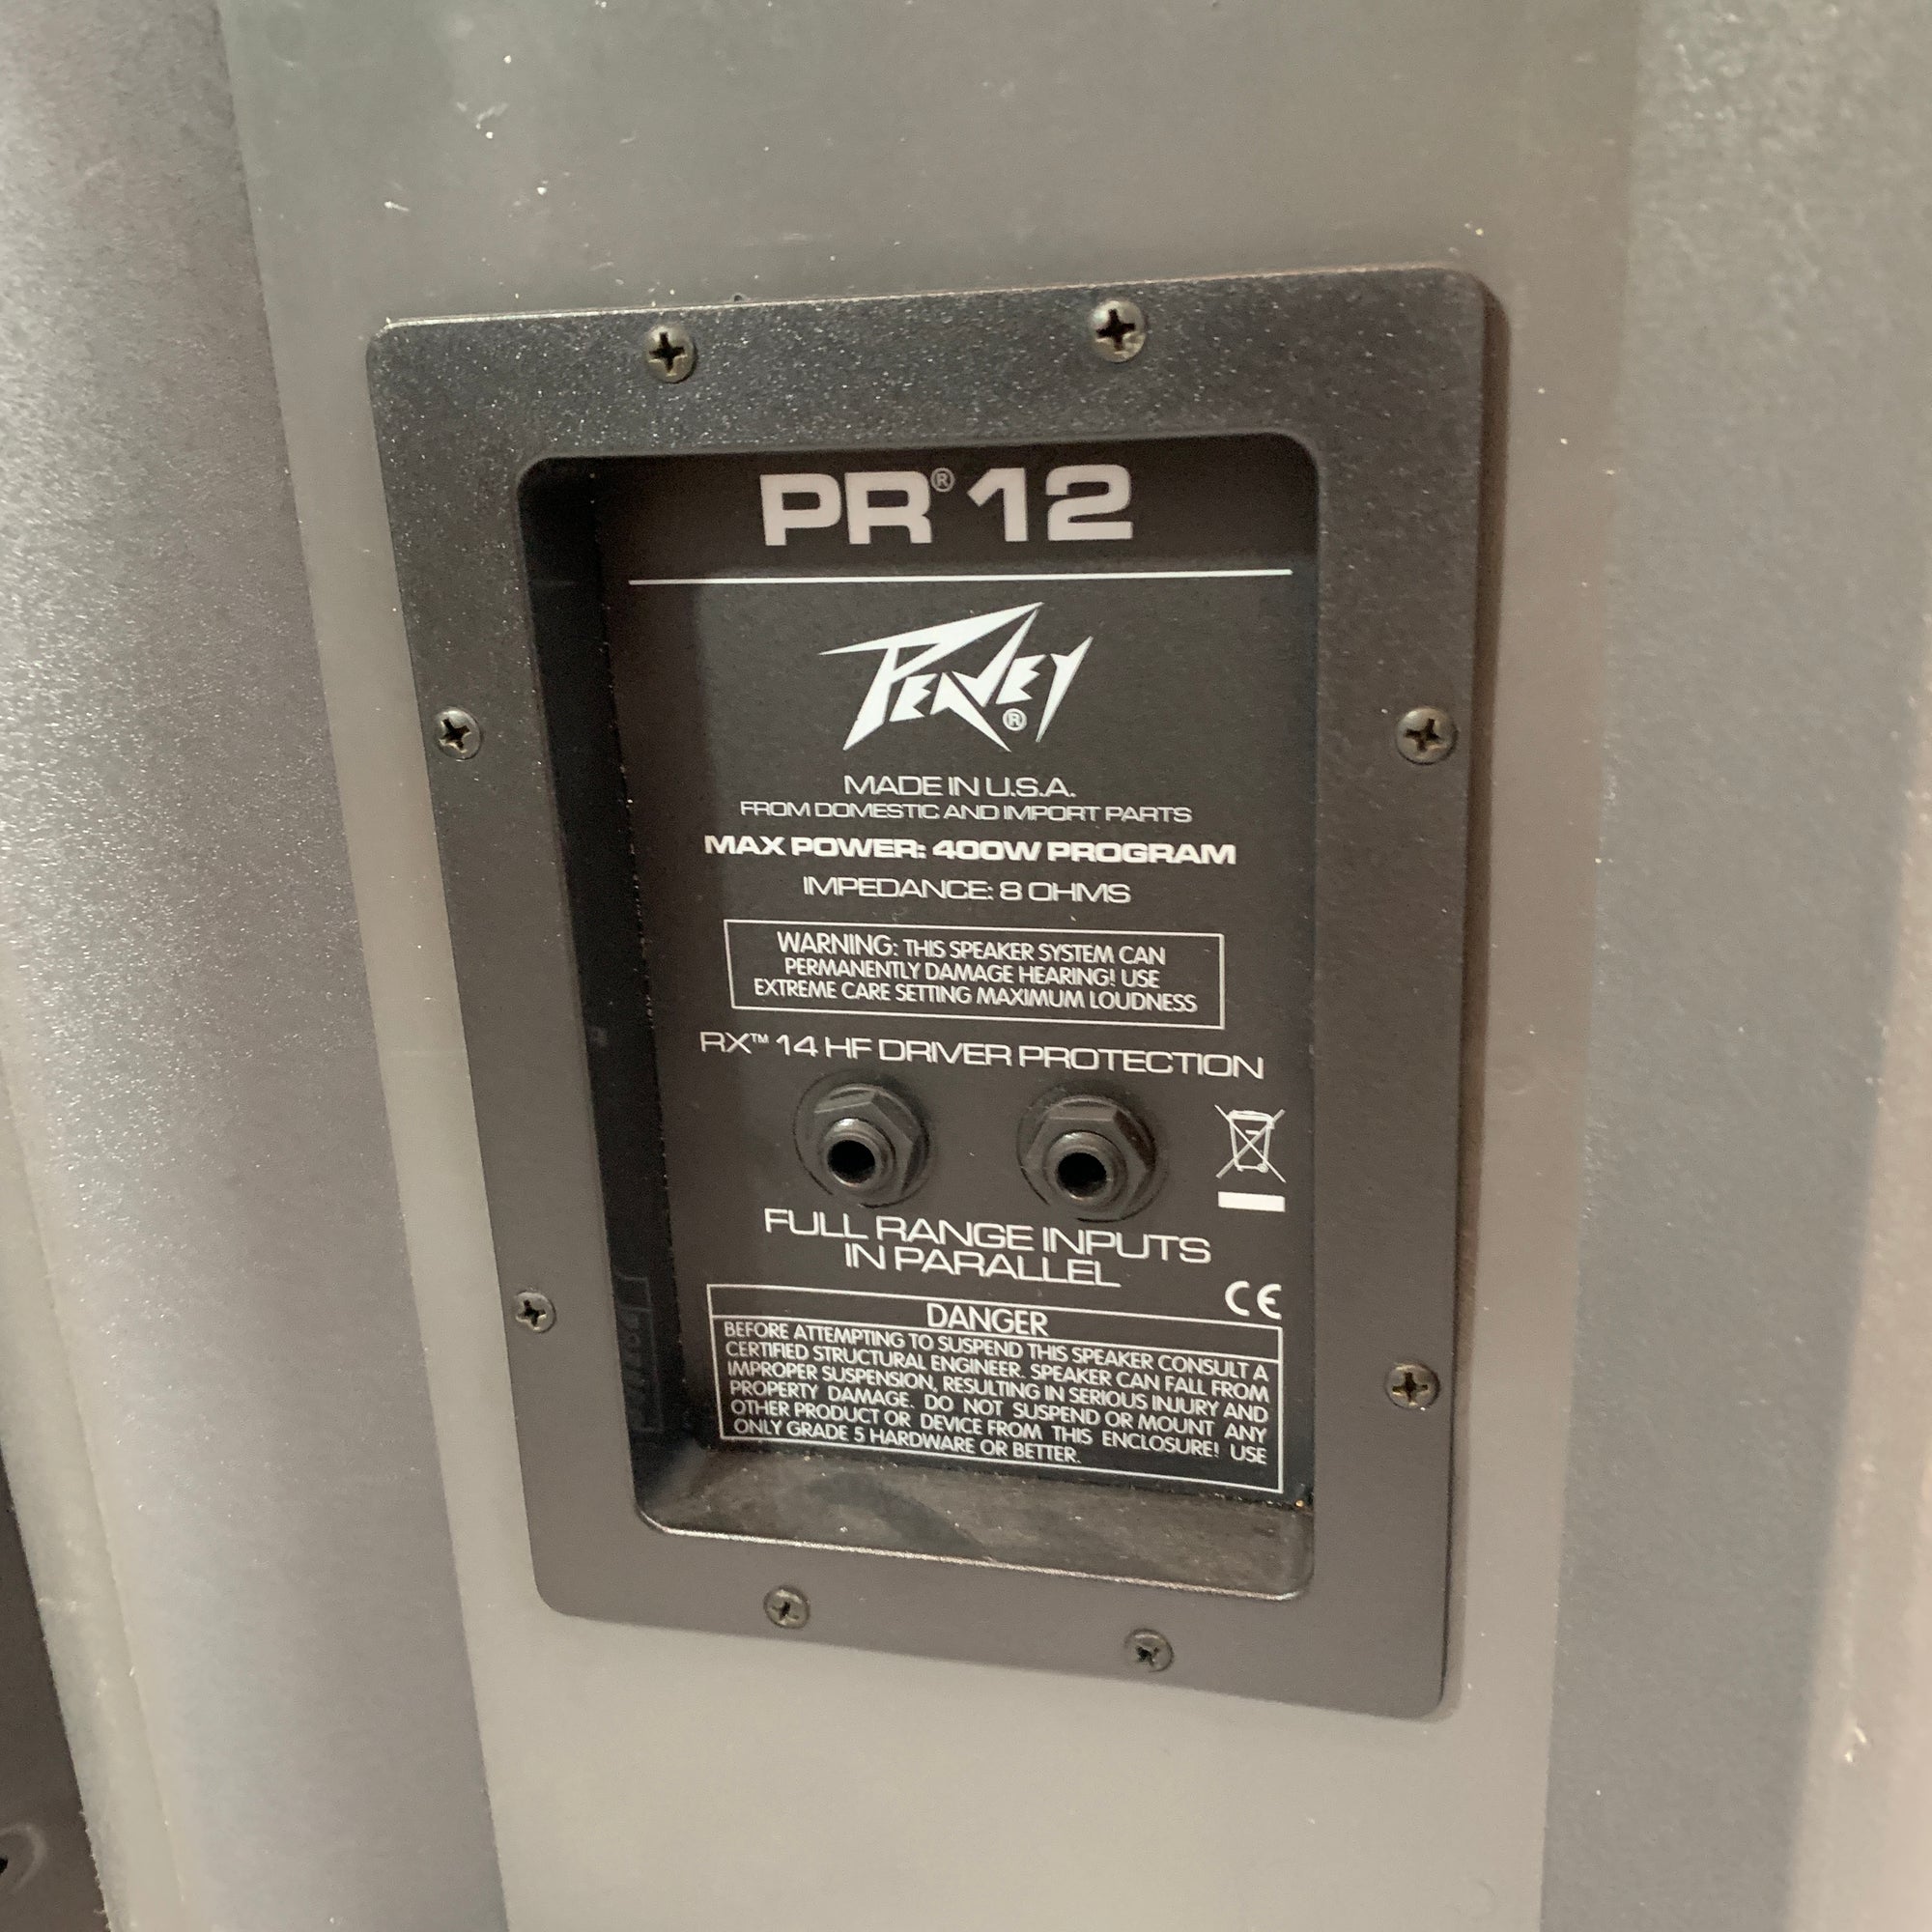 PR® 12
PEAVEY®
MADE IN U.S.A.
FROM DOMESTIC AND IMPORT PARTS
MAX POWER: 400W PROGRAM
IMPEDANCE: 8 OHMS
WARNING: THIS SPEAKER SYSTEM CAN
PERMANENTLY DAMAGE HEARING! USE
EXTREME CARE SETTING MAXIMUM LOUDNESS
RX™ 14 HF DRIVER PROTECTION
FULL RANGE INPUTS
IN PARALLEL
CE
DANGER
BEFORE ATTEMPTING TO SUSPEND THIS SPEAKER CONSULT A
CERTIFIED STRUCTURAL ENGINEER. SPEAKER CAN FALL FROM
IMPROPER SUSPENSION, RESULTING IN SERIOUS INJURY AND
PROPERTY DAMAGE. DO NOT SUSPEND OR MOUNT ANY
OTHER PRODUCT OR DEVICE FROM THIS ENCLOSURE! USE
ONLY GRADE 5 HARDWARE OR BETTER.